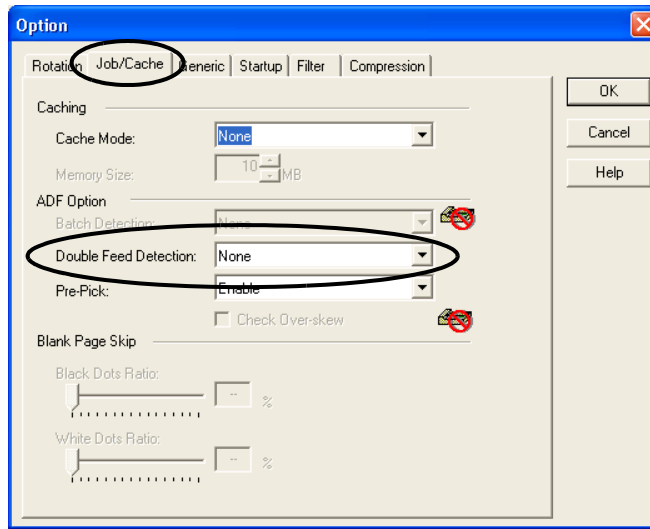 Option
Rotation Job/Cache Generic Startup Filter Compression
OK
Cancel
Help
Caching
Cache Mode: None
Memory Size: 10 MB
ADF Option
Batch Detection: None
Double Feed Detection: None
Pre-Pick: Enable
Check Over-skew
Blank Page Skip
Black Dots Ratio:
-- %
White Dots Ratio:
-- %